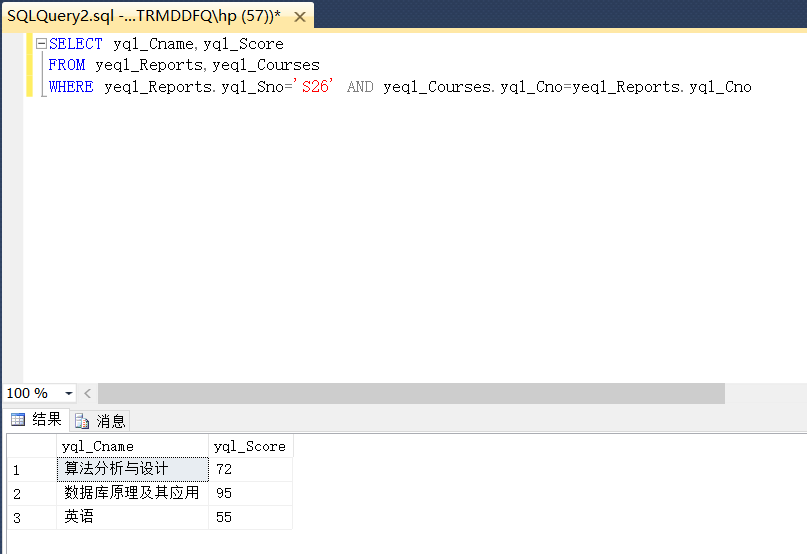 SQLQuery2.sql -...TRMDDFQ\hp (57))*
SELECT yql_Cname,yql_Score
FROM yeql_Reports,yeql_Courses
WHERE yeql_Reports.yql_Sno='S26' AND yeql_Courses.yql_Cno=yeql_Reports.yql_Cno
100 %
结果 消息
yql_Cname yql_Score
1 算法分析与设计 72
2 数据库原理及其应用 95
3 英语 55